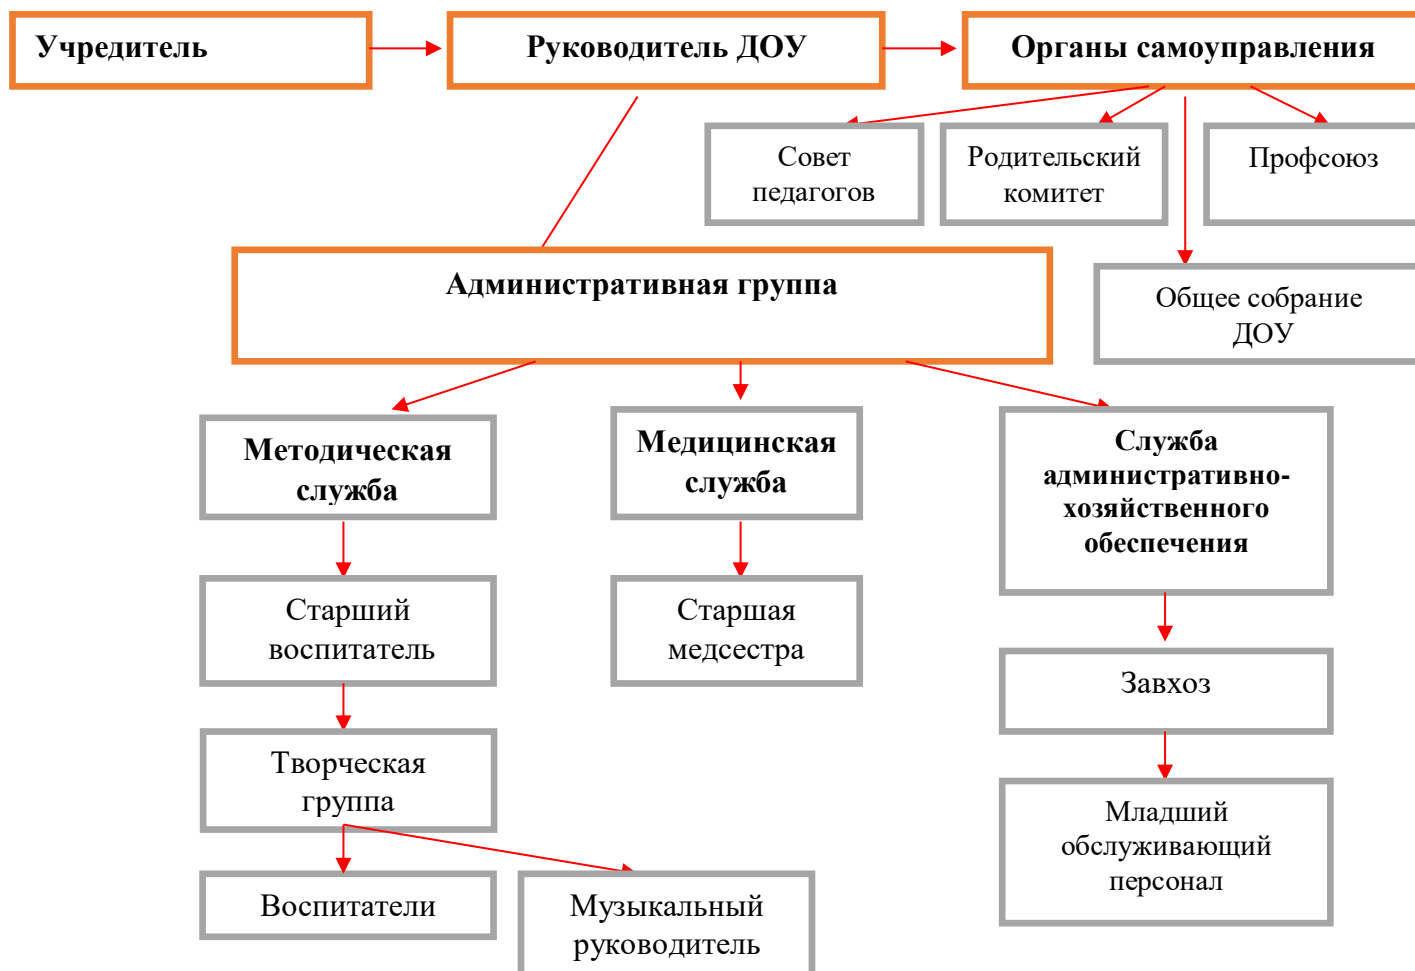 Учредитель
Руководитель ДОУ
Органы самоуправления
Совет
педагогов
Родительский
комитет
Профсоюз
Общее собрание
ДОУ
Административная группа
Методическая
служба
Медицинская
служба
Служба
административно-
хозяйственного
обеспечения
Старший
воспитатель
Старшая
медсестра
Завхоз
Творческая
группа
Младший
обслуживающий
персонал
Воспитатели
Музыкальный
руководитель